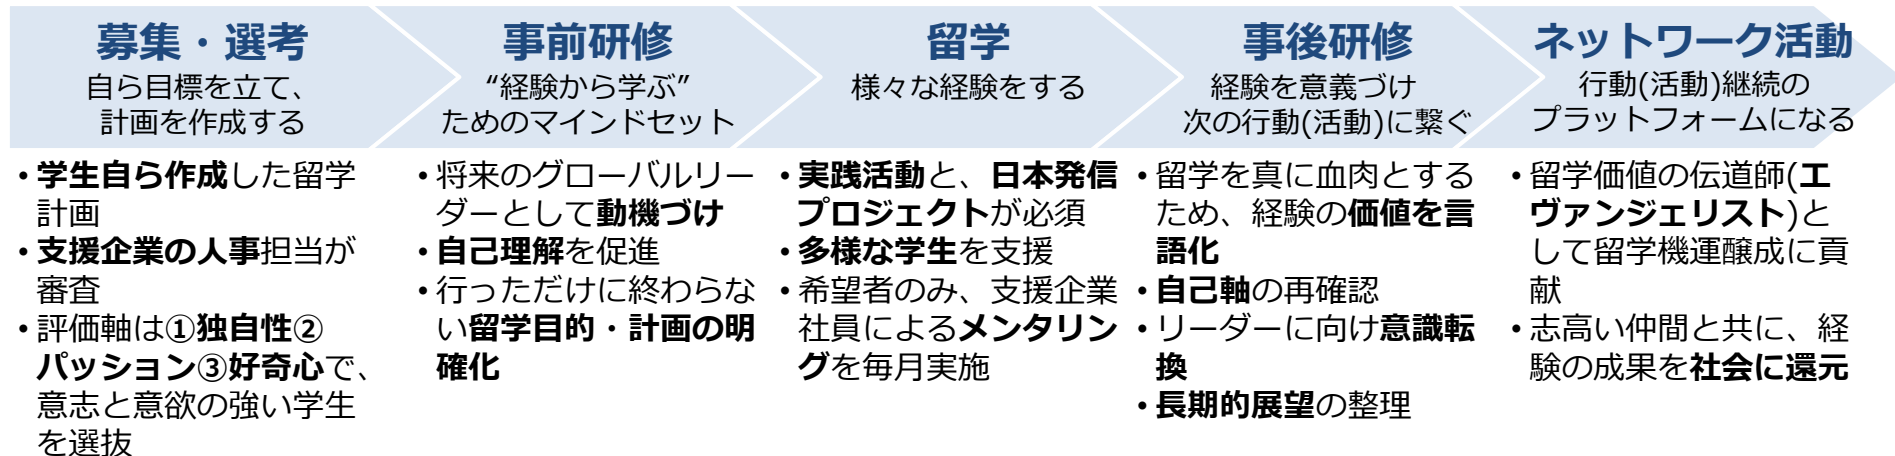 募集・選考
自ら目標を立て、
計画を作成する
・学生自ら作成した留学
計画
・支援企業の人事担当が
審査
・評価軸は①独自性②
パッション③好奇心で、
意志と意欲の強い学生
を選抜
事前研修
“経験から学ぶ”
ためのマインドセット
・将来のグローバルリー
ダーとして動機づけ
・自己理解を促進
・行っただけに終わらな
い留学目的・計画の明
確化
留学
様々な経験をする
・実践活動と、日本発信
プロジェクトが必須
・多様な学生を支援
・希望者のみ、支援企業
社員によるメンタリン
グを毎月実施
事後研修
経験を意義づけ
次の行動(活動)に繋ぐ
・留学を真に血肉とする
ため、経験の価値を言
語化
・自己軸の再確認
・リーダーに向け意識転
換
・長期的展望の整理
ネットワーク活動
行動(活動)継続の
プラットフォームになる
・留学価値の伝道師(エ
ヴァンジェリスト)と
して留学機運醸成に貢
献
・志高い仲間と共に、経
験の成果を社会に還元